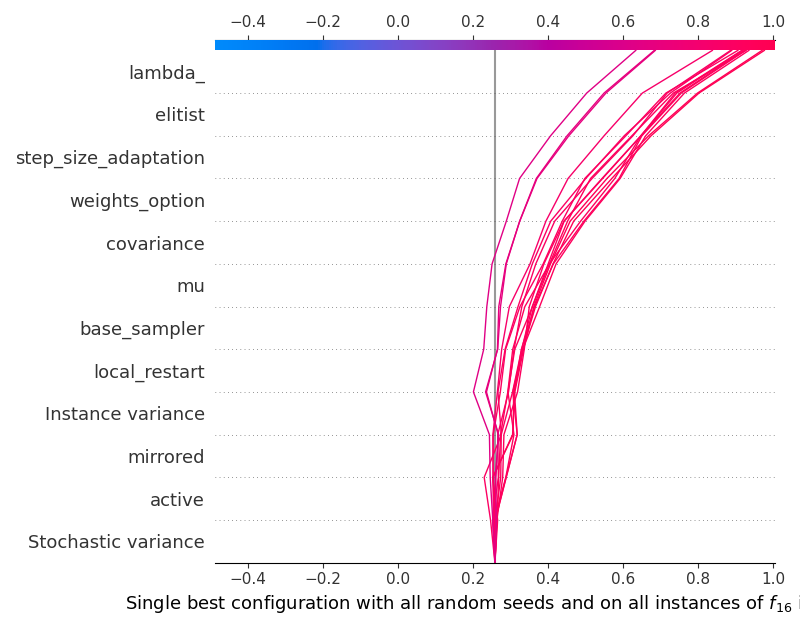 −0.4 −0.2 0.0 0.2 0.4 0.6 0.8 1.0
lambda_
elitist
step_size_adaptation
weights_option
covariance
mu
base_sampler
local_restart
Instance variance
mirrored
active
Stochastic variance
−0.4 −0.2 0.0 0.2 0.4 0.6 0.8 1.0
Single best configuration with all random seeds and on all instances of f16